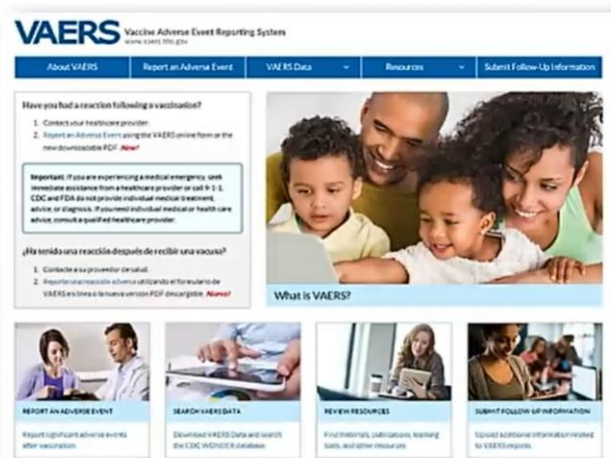 VAERS Vaccine Adverse Event Reporting System
www.vaers.hhs.gov
About VAERS
Report an Adverse Event
VAERS Data
Resources
Submit Follow-Up Information
Have you had a reaction following a vaccination?
1. Contact your healthcare provider.
2. Report an Adverse Event using the VAERS online form or the
new downloadable PDF. New!
Important: If you are experiencing a medical emergency, seek
immediate assistance from a healthcare provider or call 9-1-1.
CDC and FDA do not provide individual medical treatment,
advice, or diagnosis. If you need individual medical or health care
advice, consult a qualified healthcare provider.
¿Ha tenido una reacción después de recibir una vacuna?
1. Contacte a su proveedor de salud.
2. Reporte una reacción adversa utilizando el formulario de
VAERS en línea o la nueva versión PDF descargable. Nuevo!
What is VAERS?
REPORT AN ADVERSE EVENT
Report significant adverse events
after vaccination.
SEARCH VAERS DATA
Download VAERS Data and search
the CDC WONDER database.
REVIEW RESOURCES
Find materials, publications, learning
tools, and other resources.
SUBMIT FOLLOW-UP INFORMATION
Upload additional information related
to VAERS reports.